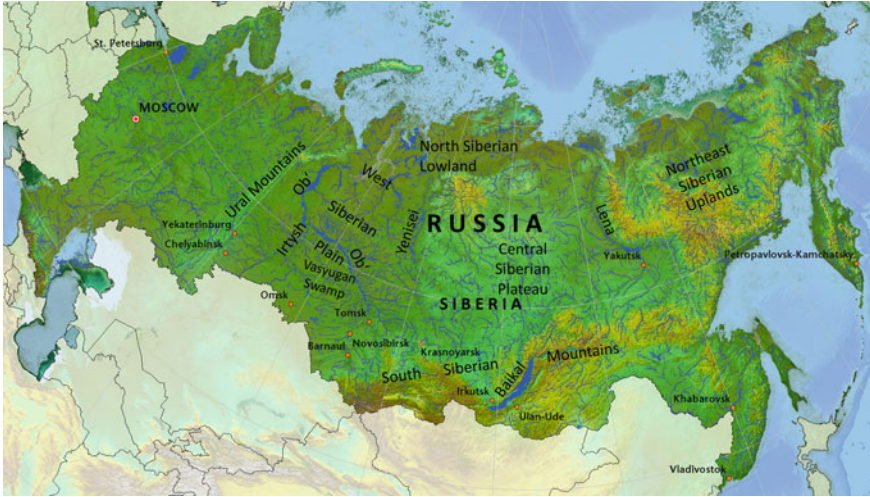 St. Petersburg
MOSCOW
North Siberian
Lowland
Ural Mountains
Ob'
West
Siberian
Plain
Northeast
Siberian
Uplands
Yenisei
RUSSIA
Lena
Irtysh
Ob'
Yekaterinburg
Chelyabinsk
Vasyugan
Swamp
Central
Siberian
Plateau
Yakutsk
Petropavlovsk-Kamchatsky
Omsk
SIBERIA
Tomsk
Novosibirsk
Barnaul
Krasnoyarsk
South Siberian Mountains
Baikal
Irkutsk
Ulan-Ude
Khabarovsk
Vladivostok